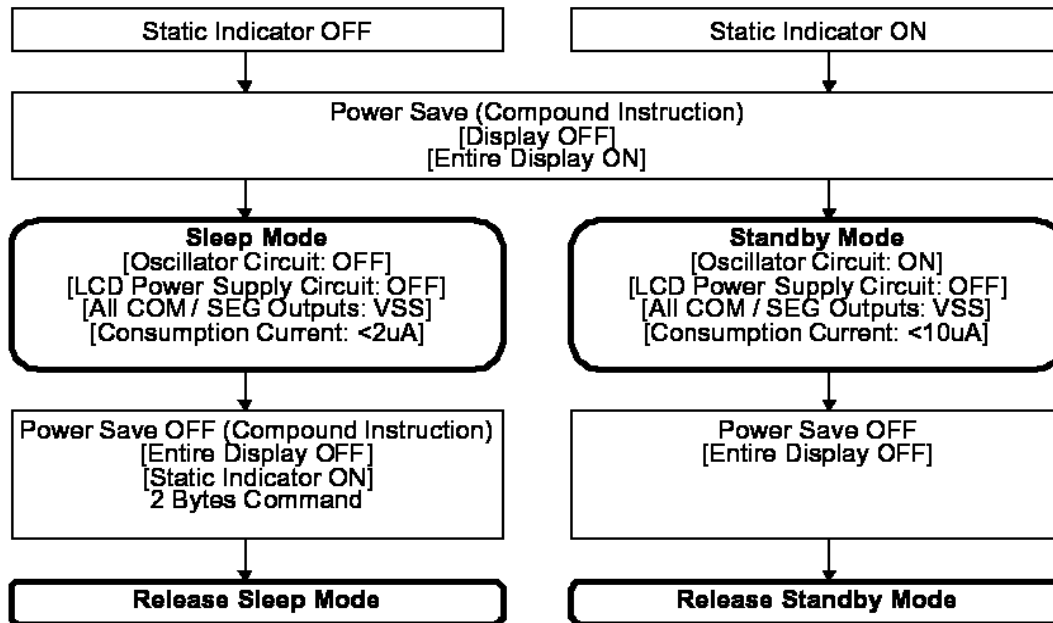 Static Indicator OFF
Static Indicator ON
Power Save (Compound Instruction)
[Display OFF]
[Entire Display ON]
Sleep Mode
[Oscillator Circuit: OFF]
[LCD Power Supply Circuit: OFF]
[All COM / SEG Outputs: VSS]
[Consumption Current: <2uA]
Standby Mode
[Oscillator Circuit: ON]
[LCD Power Supply Circuit: OFF]
[All COM / SEG Outputs: VSS]
[Consumption Current: <10uA]
Power Save OFF (Compound Instruction)
[Entire Display OFF]
[Static Indicator ON]
2 Bytes Command
Power Save OFF
[Entire Display OFF]
Release Sleep Mode
Release Standby Mode